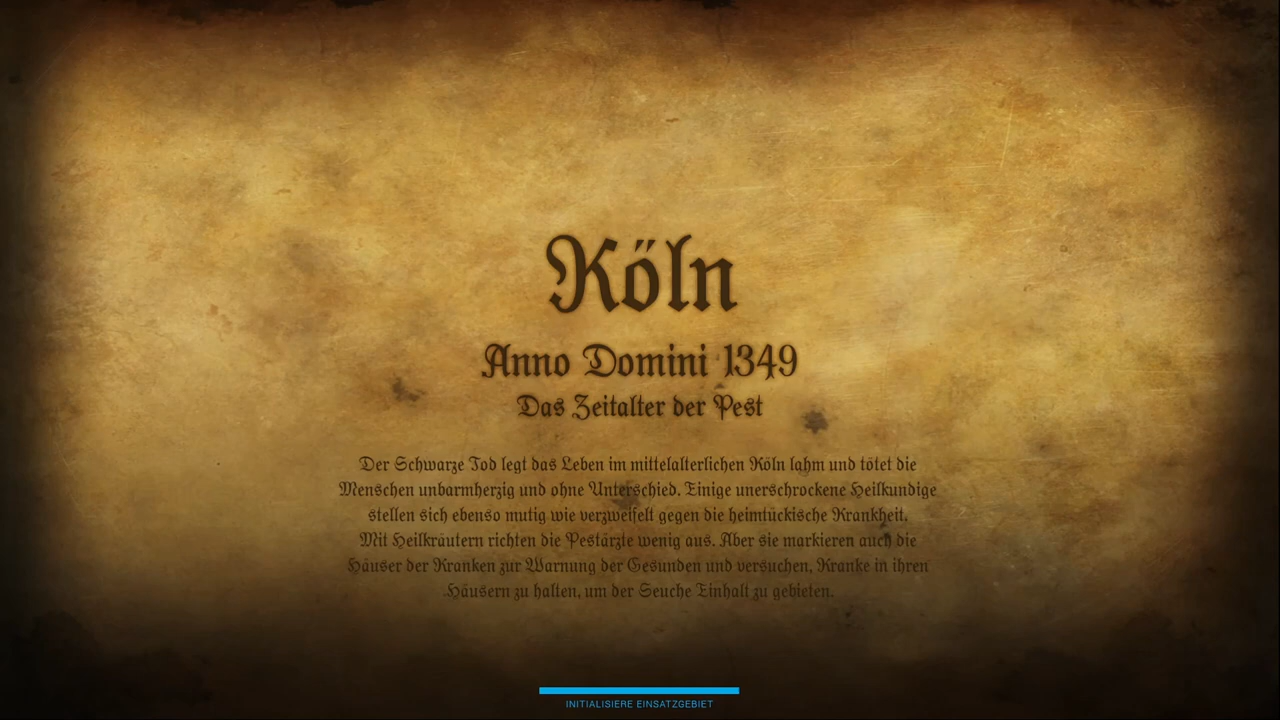 Köln
Anno Domini 1349
Das Zeitalter der Pest
Der Schwarze Tod legt das Leben im mittelalterlichen Köln lahm und tötet die
Menschen unbarmherzig und ohne Unterschied. Einige unerschrockene Heilkundige
stellen sich ebenso mutig wie verzweifelt gegen die heimtückische Krankheit.
Mit Heilkräutern richten die Pestärzte wenig aus. Aber sie markieren auch die
Häuser der Kranken zur Warnung der Gesunden und versuchen, Kranke in ihren
Häusern zu halten, um der Seuche Einhalt zu gebieten.
INITIALISIERE EINSATZGEBIET